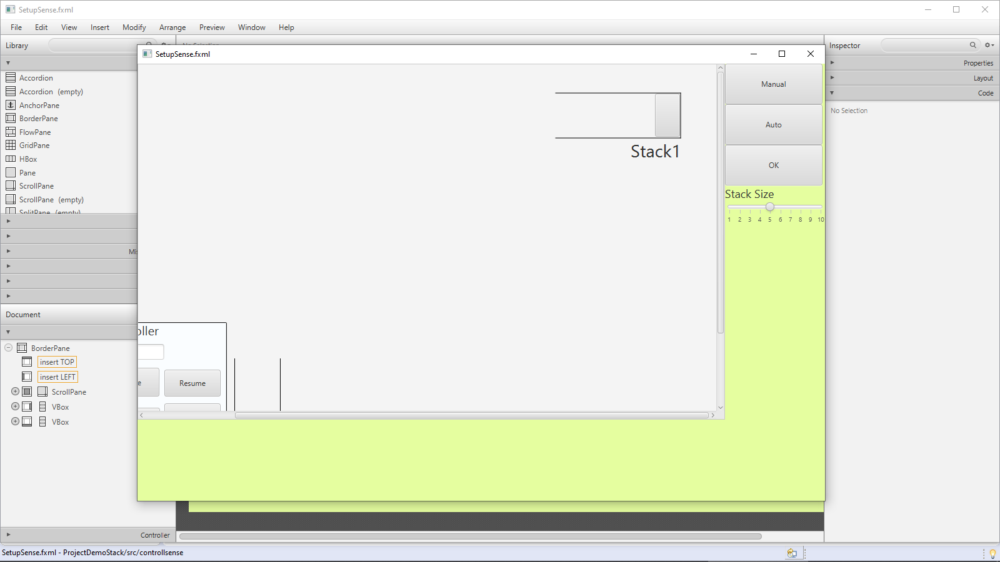 SetupSense.fxml
File Edit View Insert Modify Arrange Preview Window Help
Library
Accordion
Accordion (empty)
AnchorPane
BorderPane
FlowPane
GridPane
HBox
Pane
ScrollPane
ScrollPane (empty)
SplitPane (empty)
Document
BorderPane
insert TOP
insert LEFT
ScrollPane
VBox
VBox
Controller
SetupSense.fxml
Stack1
Resume
Manual
Auto
OK
Stack Size
1 2 3 4 5 6 7 8 9 10
Inspector
Properties
Layout
Code
No Selection
SetupSense.fxml - ProjectDemoStack/src/controllsense